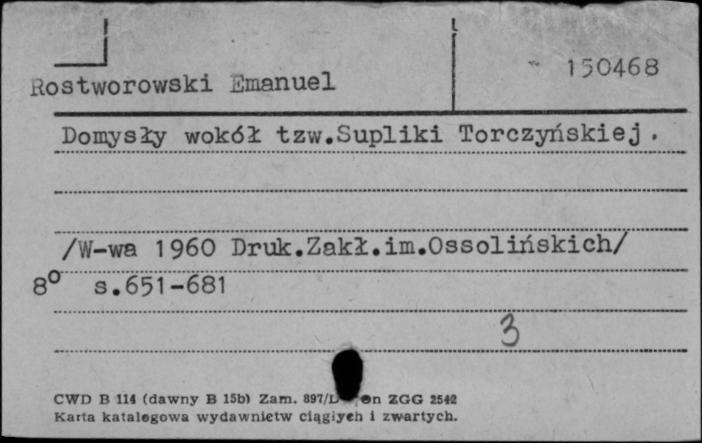 150468
Rostworowski Emanuel
Domysły wokół tzw.Supliki Torczyńskiej.
/W-wa 1960 Druk.Zakł.im.Ossolińskich/
8° s.651-681
3
CWD B 114 (dawny B 15b) Zam. 897/ ZGG 2542
Karta katalogowa wydawnictw ciągłych i zwartych.